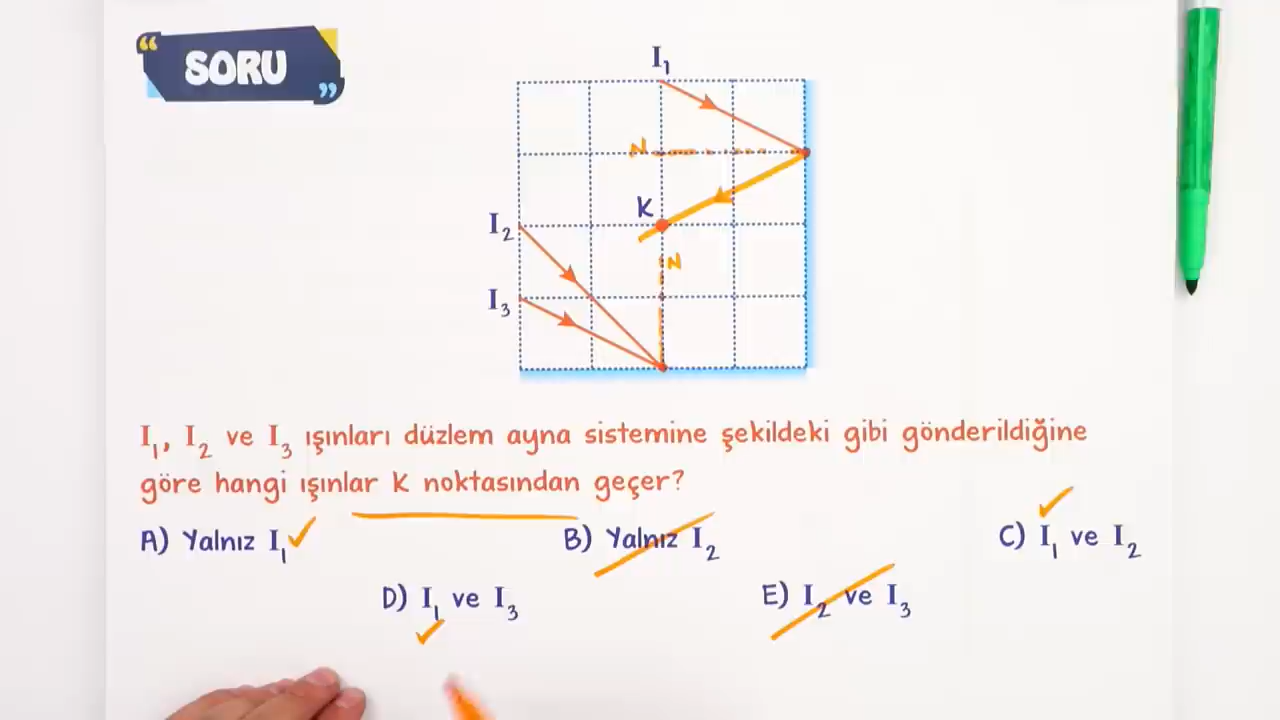 “ SORU ”
I₁
N
K
I₂
N
I₃
I₁, I₂ ve I₃ ışınları düzlem ayna sistemine şekildeki gibi gönderildiğine
göre hangi ışınlar K noktasından geçer?
A) Yalnız I₁ ✓ B) Yalnız I₂ C) I₁ ve I₂
D) I₁ ve I₃ E) I₂ ve I₃